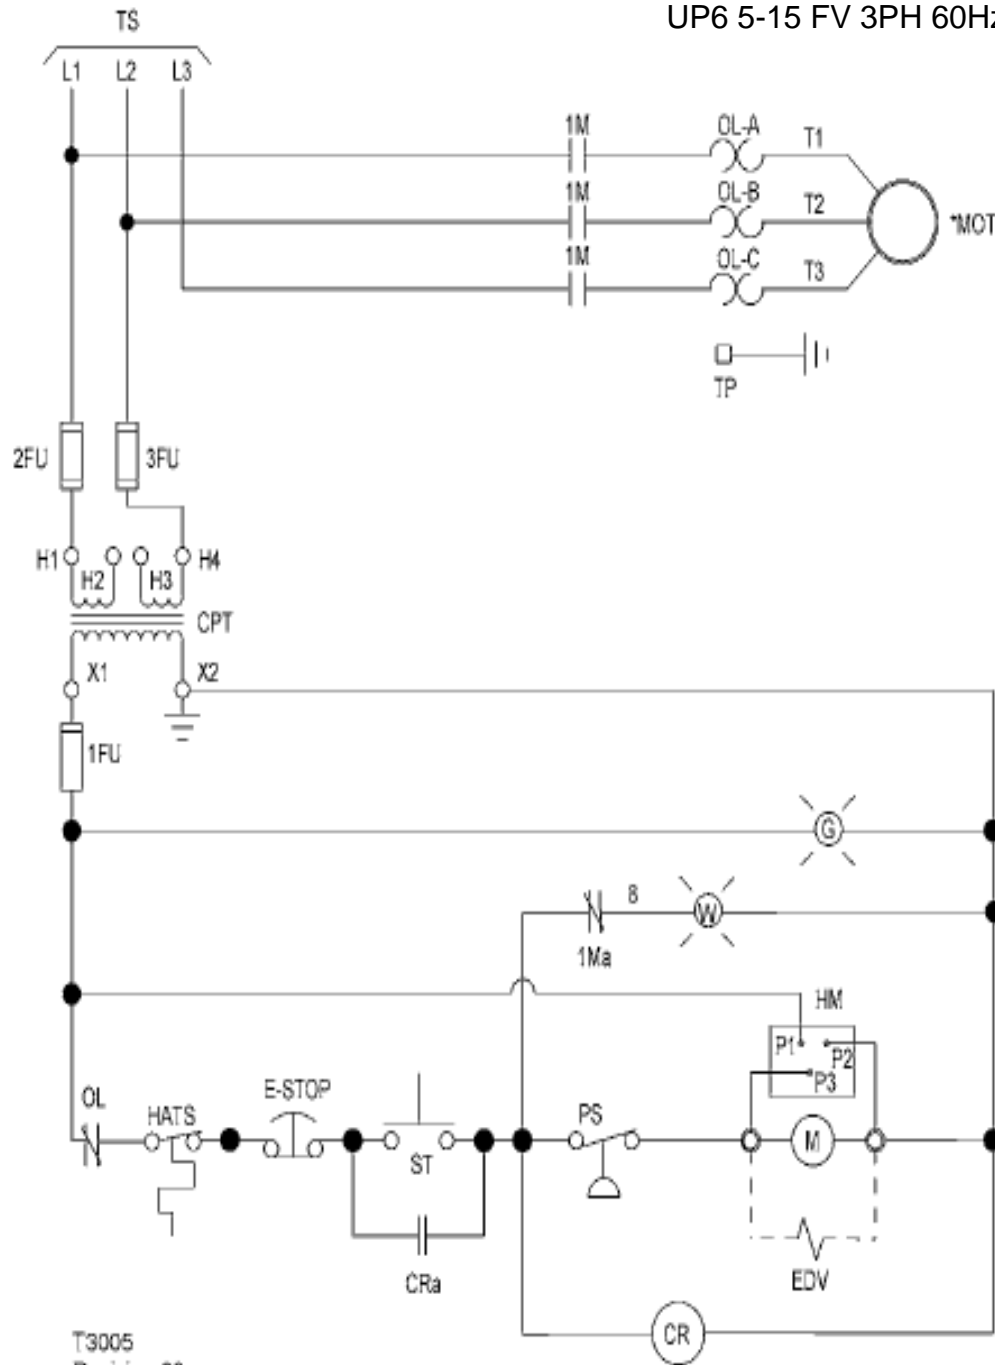 UP6 5-15 FV 3PH 60Hz
TS
L1 L2 L3
1M OL-A T1
1M OL-B T2 *MOT
1M OL-C T3
TP
2FU 3FU
H1 H2 H3 H4
CPT
X1 X2
1FU
G
8 W
1Ma
HM
P1 P2
P3
OL HATS E-STOP PS
ST M
CRa EDV
CR
T3005